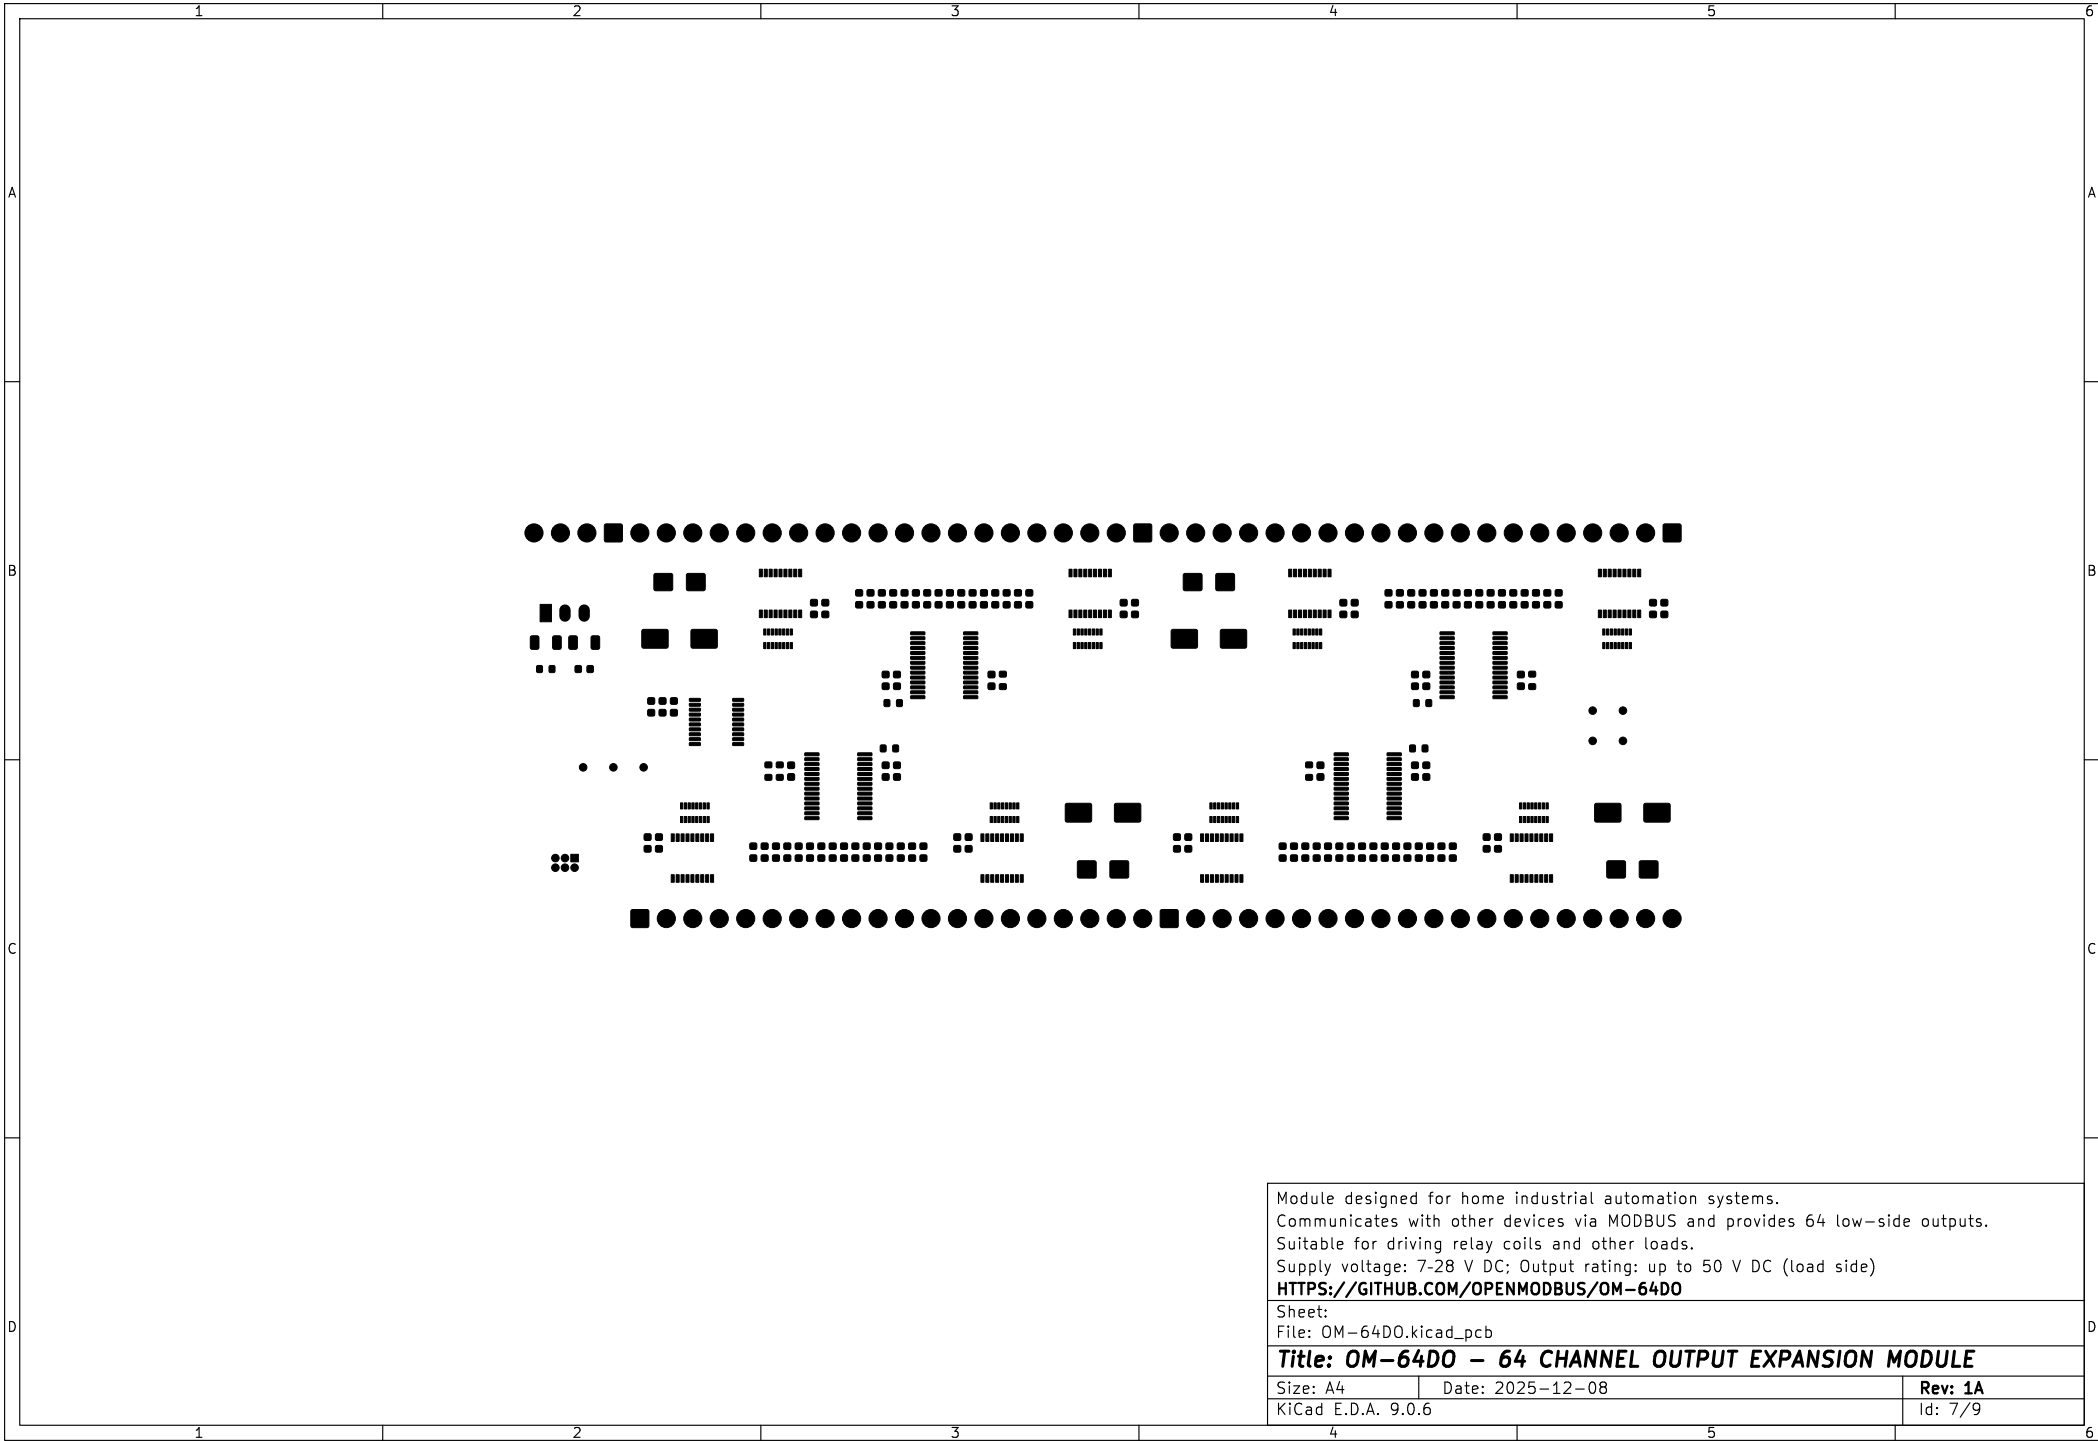 1 2 3 4 5 6
A A
B B
C C
D D
Module designed for home industrial automation systems.
Communicates with other devices via MODBUS and provides 64 low-side outputs.
Suitable for driving relay coils and other loads.
Supply voltage: 7-28 V DC; Output rating: up to 50 V DC (load side)
HTTPS://GITHUB.COM/OPENMODBUS/OM-64DO
Sheet:
File: OM-64DO.kicad_pcb
Title: OM-64DO - 64 CHANNEL OUTPUT EXPANSION MODULE
Size: A4 Date: 2025-12-08 Rev: 1A
KiCad E.D.A. 9.0.6 Id: 7/9
1 2 3 4 5 6